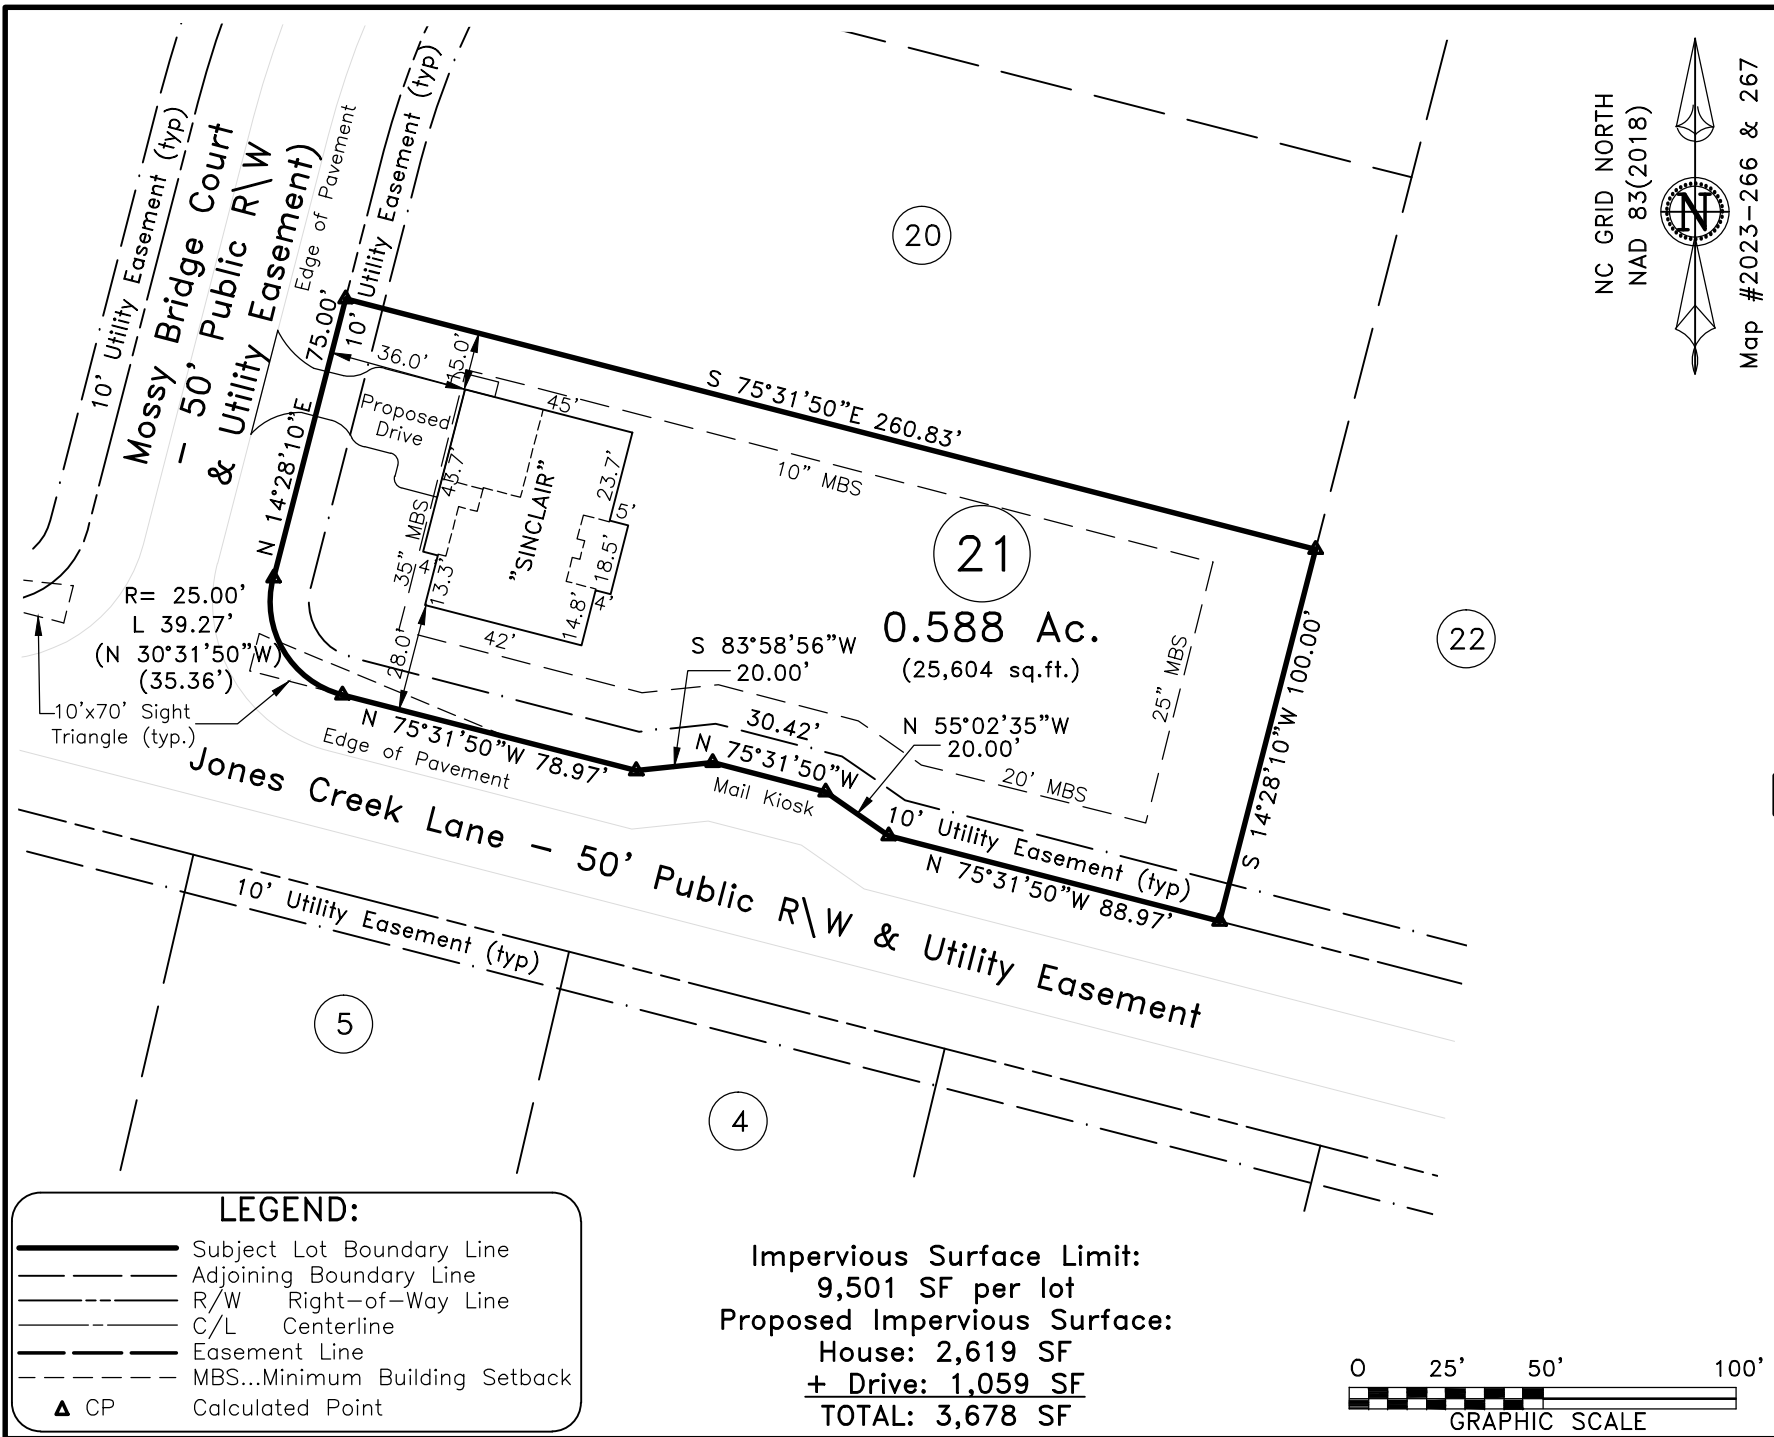 10' Utility Easement (typ)
Mossy Bridge Court
- 50' Public R\W
& Utility Easement)
Edge of Pavement
10' Utility Easement (typ)
NC GRID NORTH
NAD 83(2018)
N
Map #2023-266 & 267
20
N 14°28'10"E 75.00'
S 75°31'50"E 260.83'
36.0'
15.0'
Proposed
Drive
45'
10" MBS
43.7'
23.7'
5'
35" MBS
"SINCLAIR"
18.5'
4'
4'
13.3'
14.8'
42'
28.0'
21
0.588 Ac.
(25,604 sq.ft.)
25" MBS
S 14°28'10"W 100.00'
22
R= 25.00'
L 39.27'
(N 30°31'50"W)
(35.36')
10'x70' Sight
Triangle (typ.)
S 83°58'56"W
20.00'
N 75°31'50"W 78.97'
Edge of Pavement
30.42'
N 75°31'50"W
Mail Kiosk
N 55°02'35"W
20.00'
20' MBS
10' Utility Easement (typ)
N 75°31'50"W 88.97'
Jones Creek Lane - 50' Public R\W & Utility Easement
10' Utility Easement (typ)
5
4
LEGEND:
Subject Lot Boundary Line
Adjoining Boundary Line
R/W Right-of-Way Line
C/L Centerline
Easement Line
MBS...Minimum Building Setback
CP Calculated Point
Impervious Surface Limit:
9,501 SF per lot
Proposed Impervious Surface:
House: 2,619 SF
+ Drive: 1,059 SF
TOTAL: 3,678 SF
0 25' 50' 100'
GRAPHIC SCALE